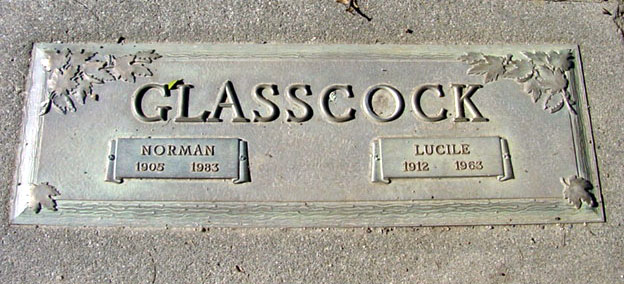 GLASSCOCK
NORMAN
1905 1983
LUCILE
1912 1963